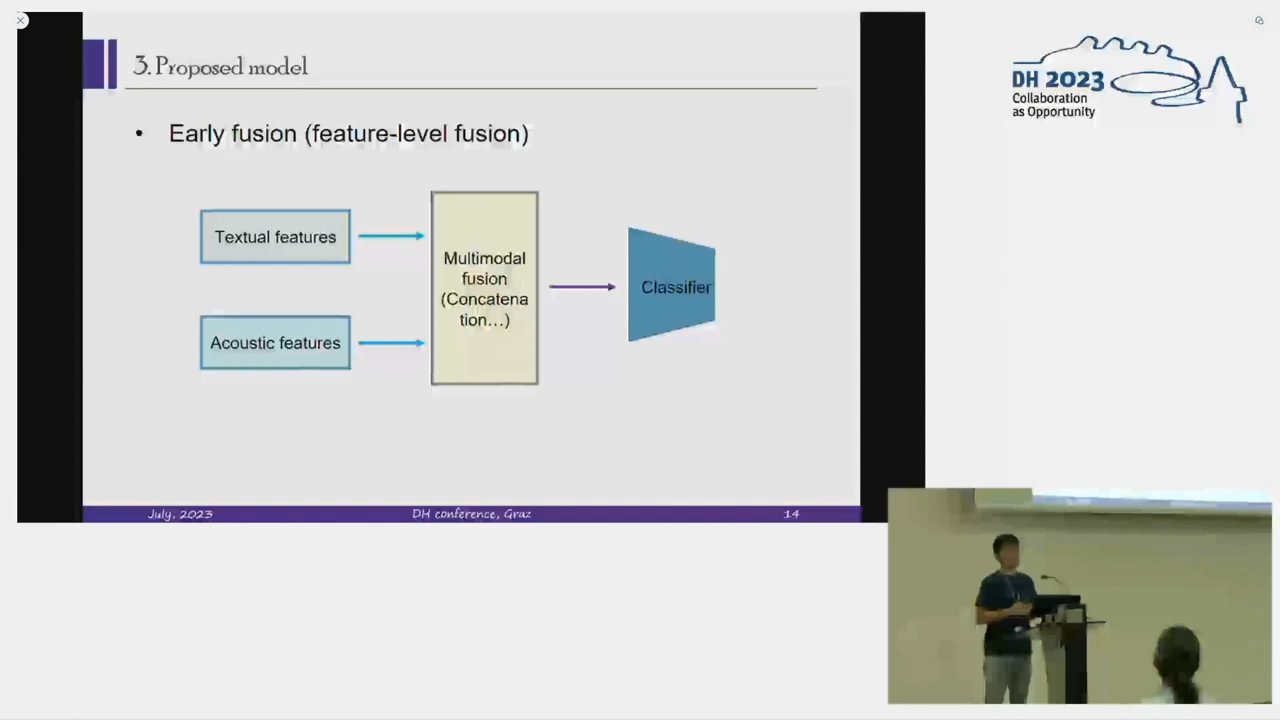 3. Proposed model
• Early fusion (feature-level fusion)
Textual features
Acoustic features
Multimodal
fusion
(Concatena
tion…)
Classifier
July, 2023
DH conference, Graz
14
DH 2023
Collaboration
as Opportunity